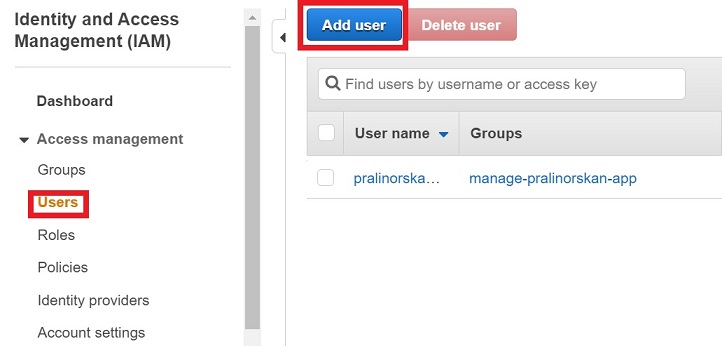 Identity and Access
Management (IAM)
Dashboard
Access management
Groups
Users
Roles
Policies
Identity providers
Account settings
Add user
Delete user
Find users by username or access key
User name
Groups
pralinorska…
manage-pralinorskan-app